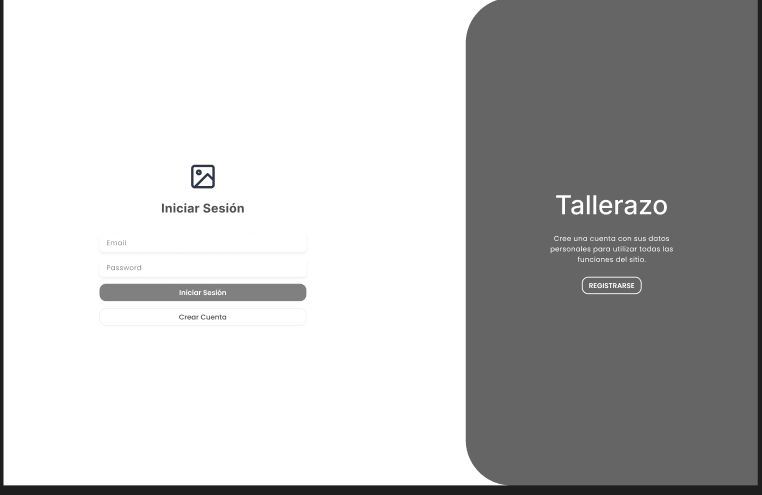 Iniciar Sesión
Email
Password
Iniciar Sesión
Crear Cuenta
Tallerazo
Cree una cuenta con sus datos
personales para utilizar todas las
funciones del sitio.
REGISTRARSE